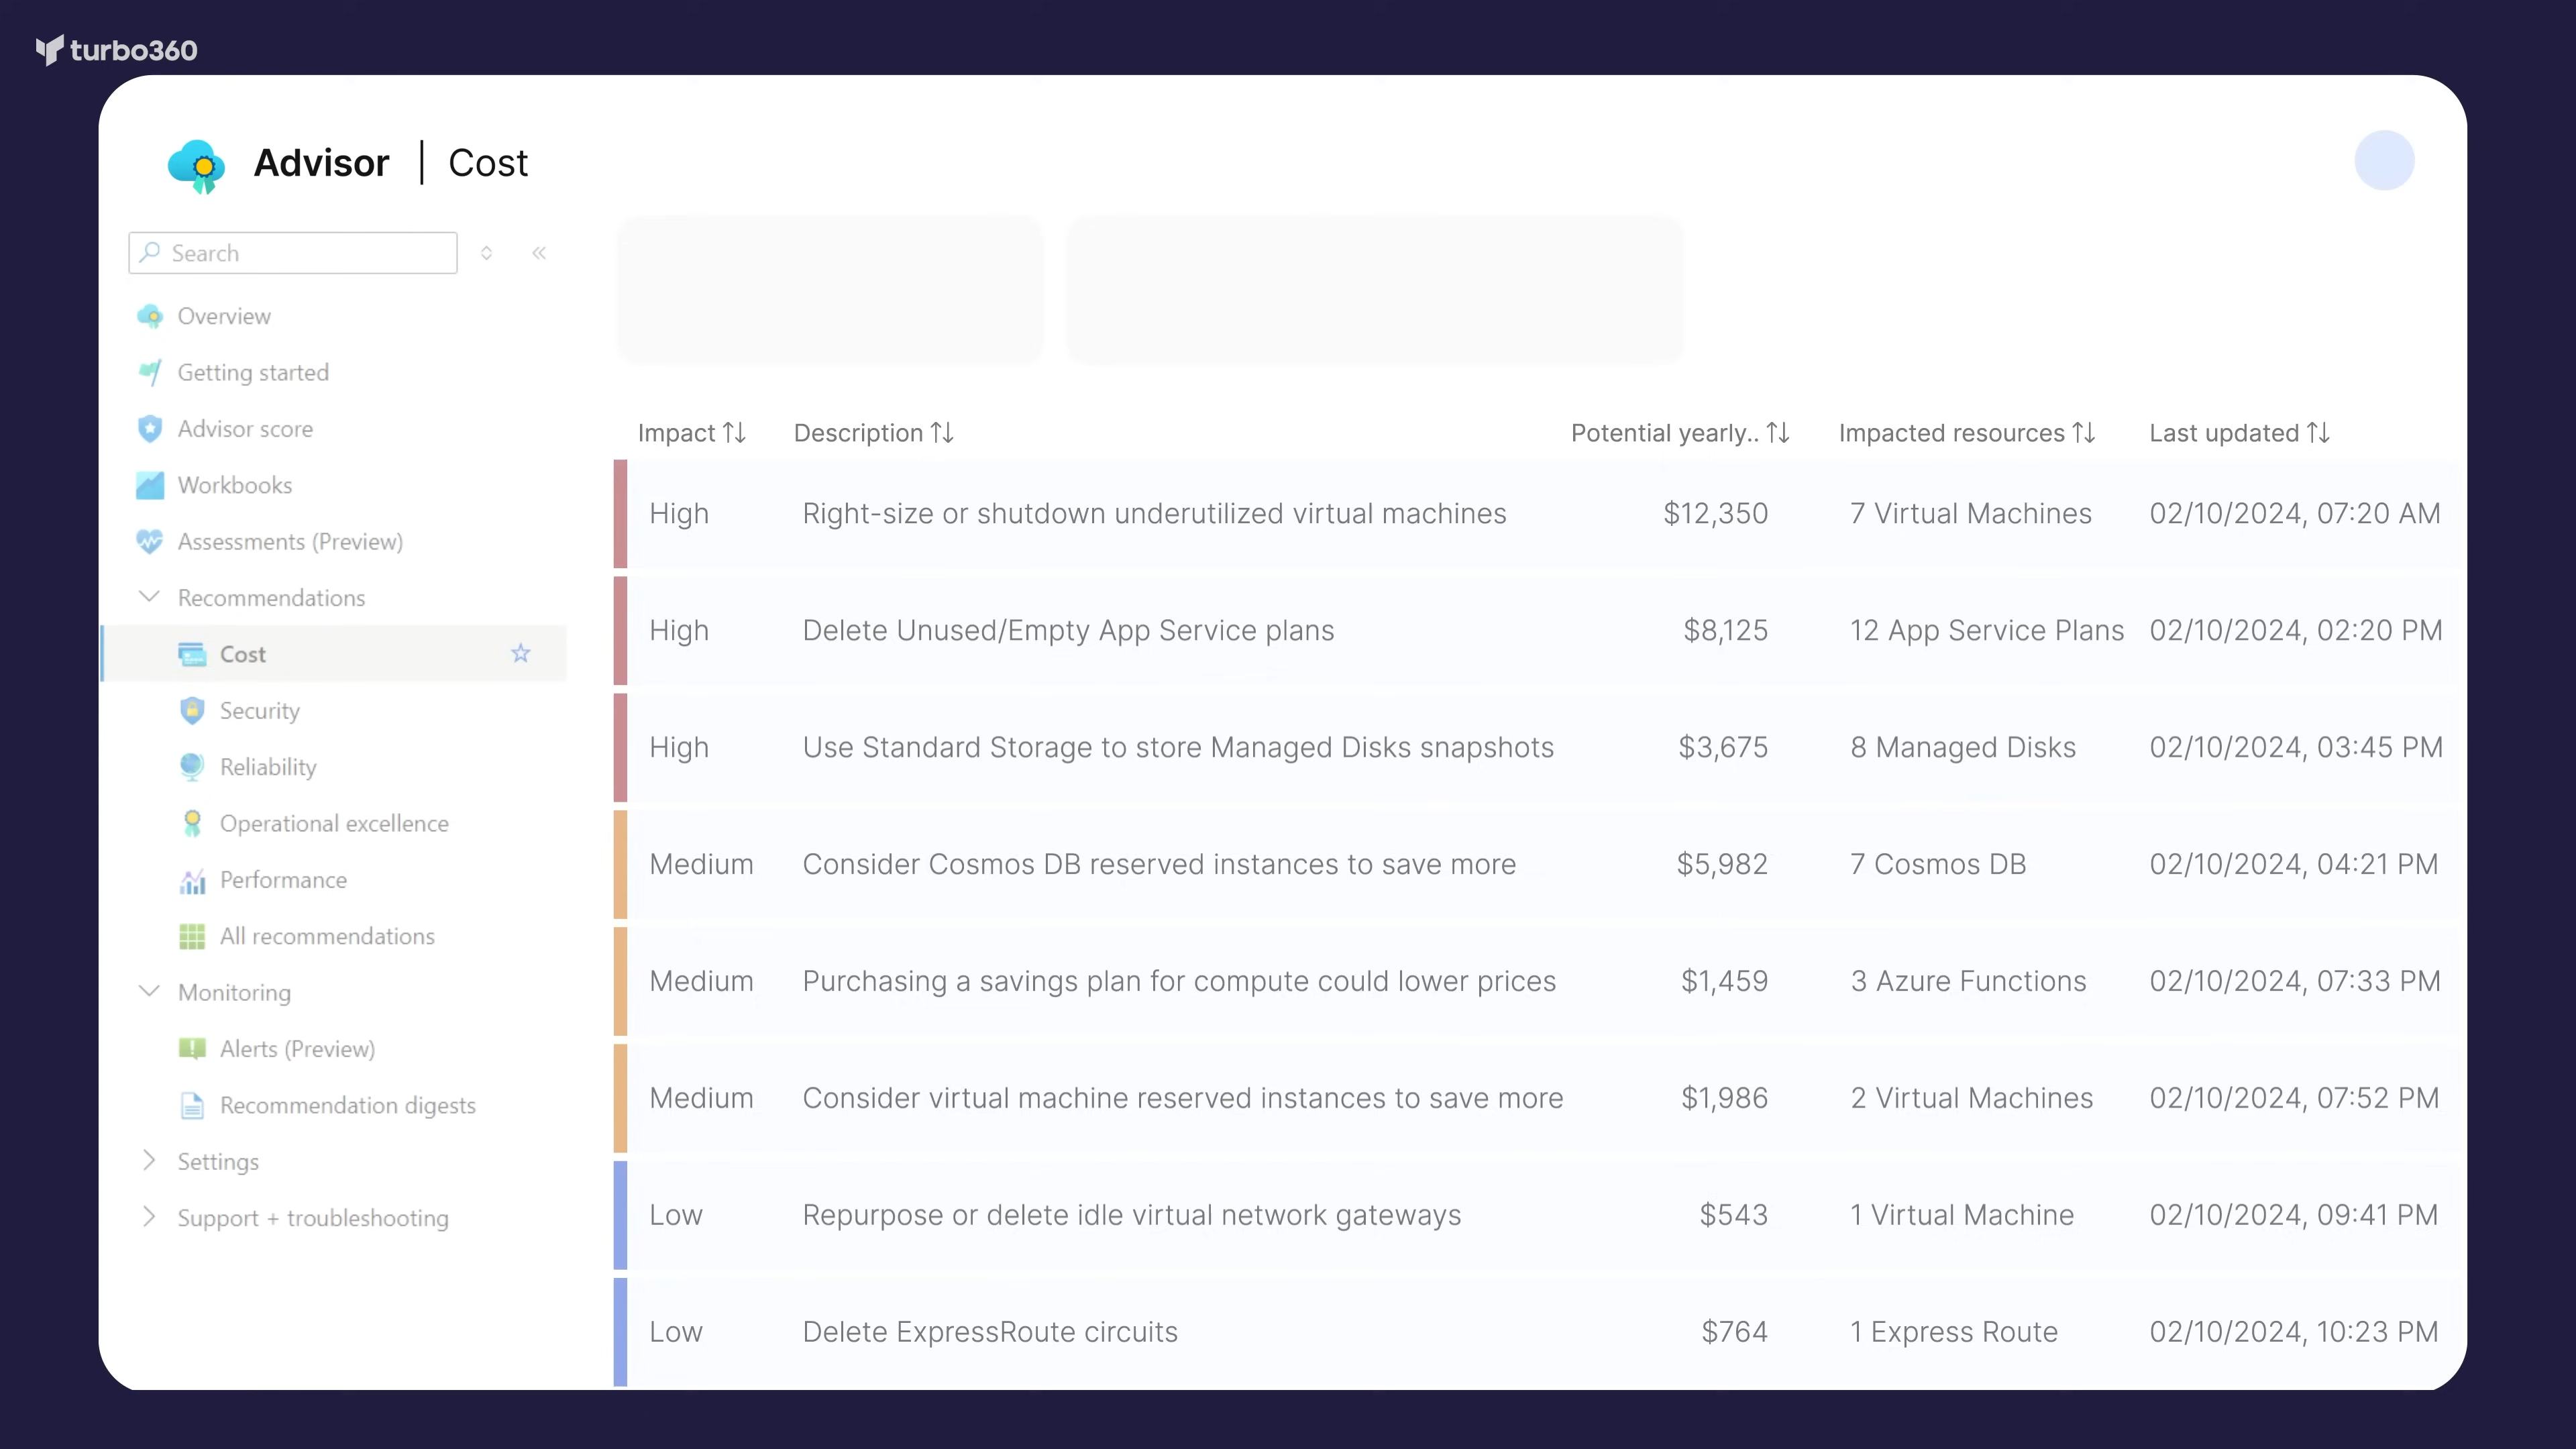 turbo360
Advisor | Cost
Search
Overview
Getting started
Advisor score
Workbooks
Assessments (Preview)
Recommendations
Cost
Security
Reliability
Operational excellence
Performance
All recommendations
Monitoring
Alerts (Preview)
Recommendation digests
Settings
Support + troubleshooting
Impact Description Potential yearly.. Impacted resources Last updated
High Right-size or shutdown underutilized virtual machines $12,350 7 Virtual Machines 02/10/2024, 07:20 AM
High Delete Unused/Empty App Service plans $8,125 12 App Service Plans 02/10/2024, 02:20 PM
High Use Standard Storage to store Managed Disks snapshots $3,675 8 Managed Disks 02/10/2024, 03:45 PM
Medium Consider Cosmos DB reserved instances to save more $5,982 7 Cosmos DB 02/10/2024, 04:21 PM
Medium Purchasing a savings plan for compute could lower prices $1,459 3 Azure Functions 02/10/2024, 07:33 PM
Medium Consider virtual machine reserved instances to save more $1,986 2 Virtual Machines 02/10/2024, 07:52 PM
Low Repurpose or delete idle virtual network gateways $543 1 Virtual Machine 02/10/2024, 09:41 PM
Low Delete ExpressRoute circuits $764 1 Express Route 02/10/2024, 10:23 PM